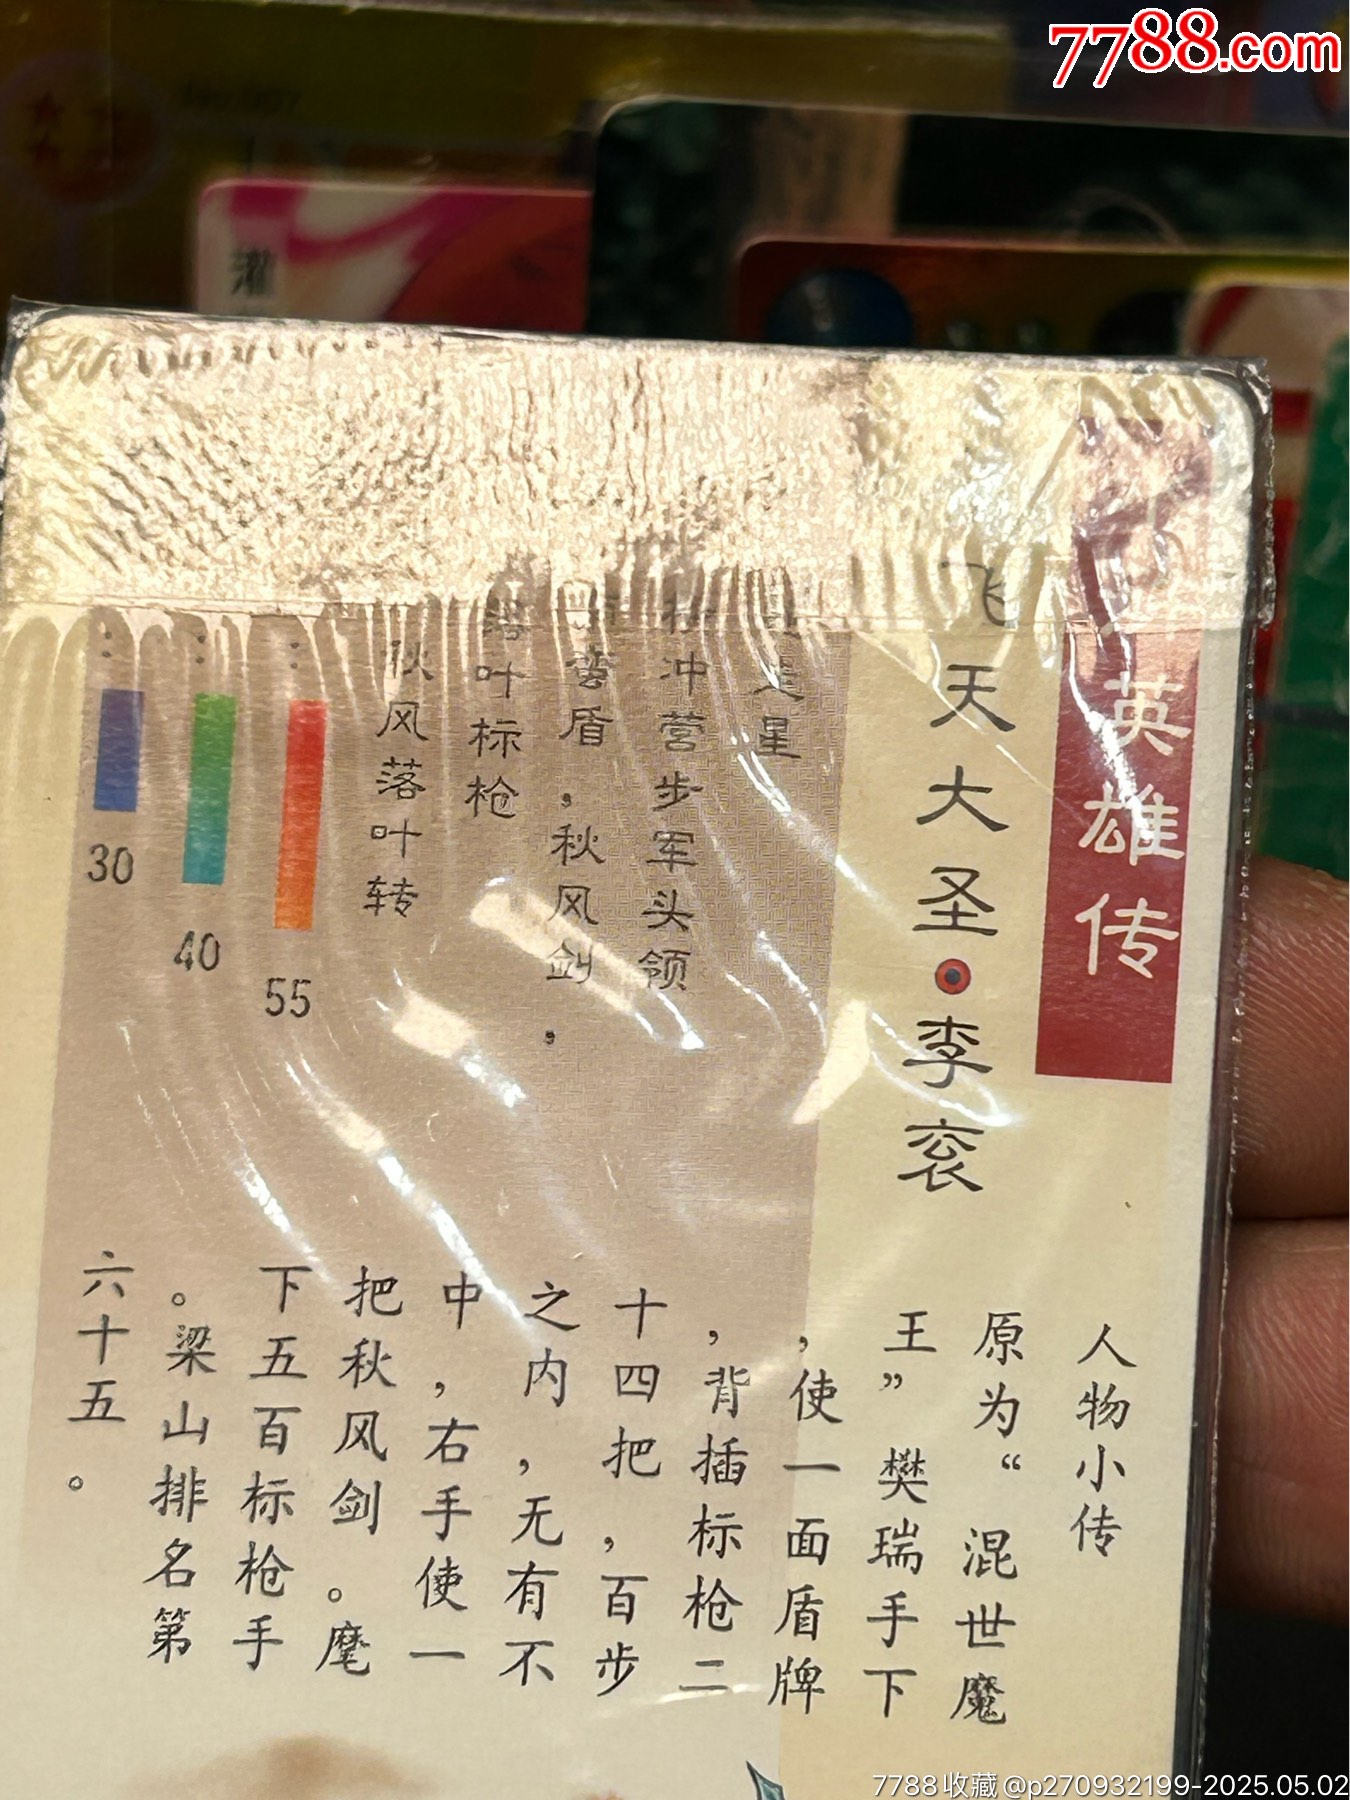 7788.com
No.007
灌
英雄传
飞天大圣·李衮
走星
冲营步军头领
盾，秋风剑，
落叶标枪
秋风落叶转
：55
：40
：30
人物小传
原为“混世魔
王”樊瑞手下
，使一面盾牌
，背插标枪二
十四把，百步
之内，无有不
中，右手使一
把秋风剑。麾
下五百标枪手
。梁山排名第
六十五。
7788收藏@p270932199-2025.05.02